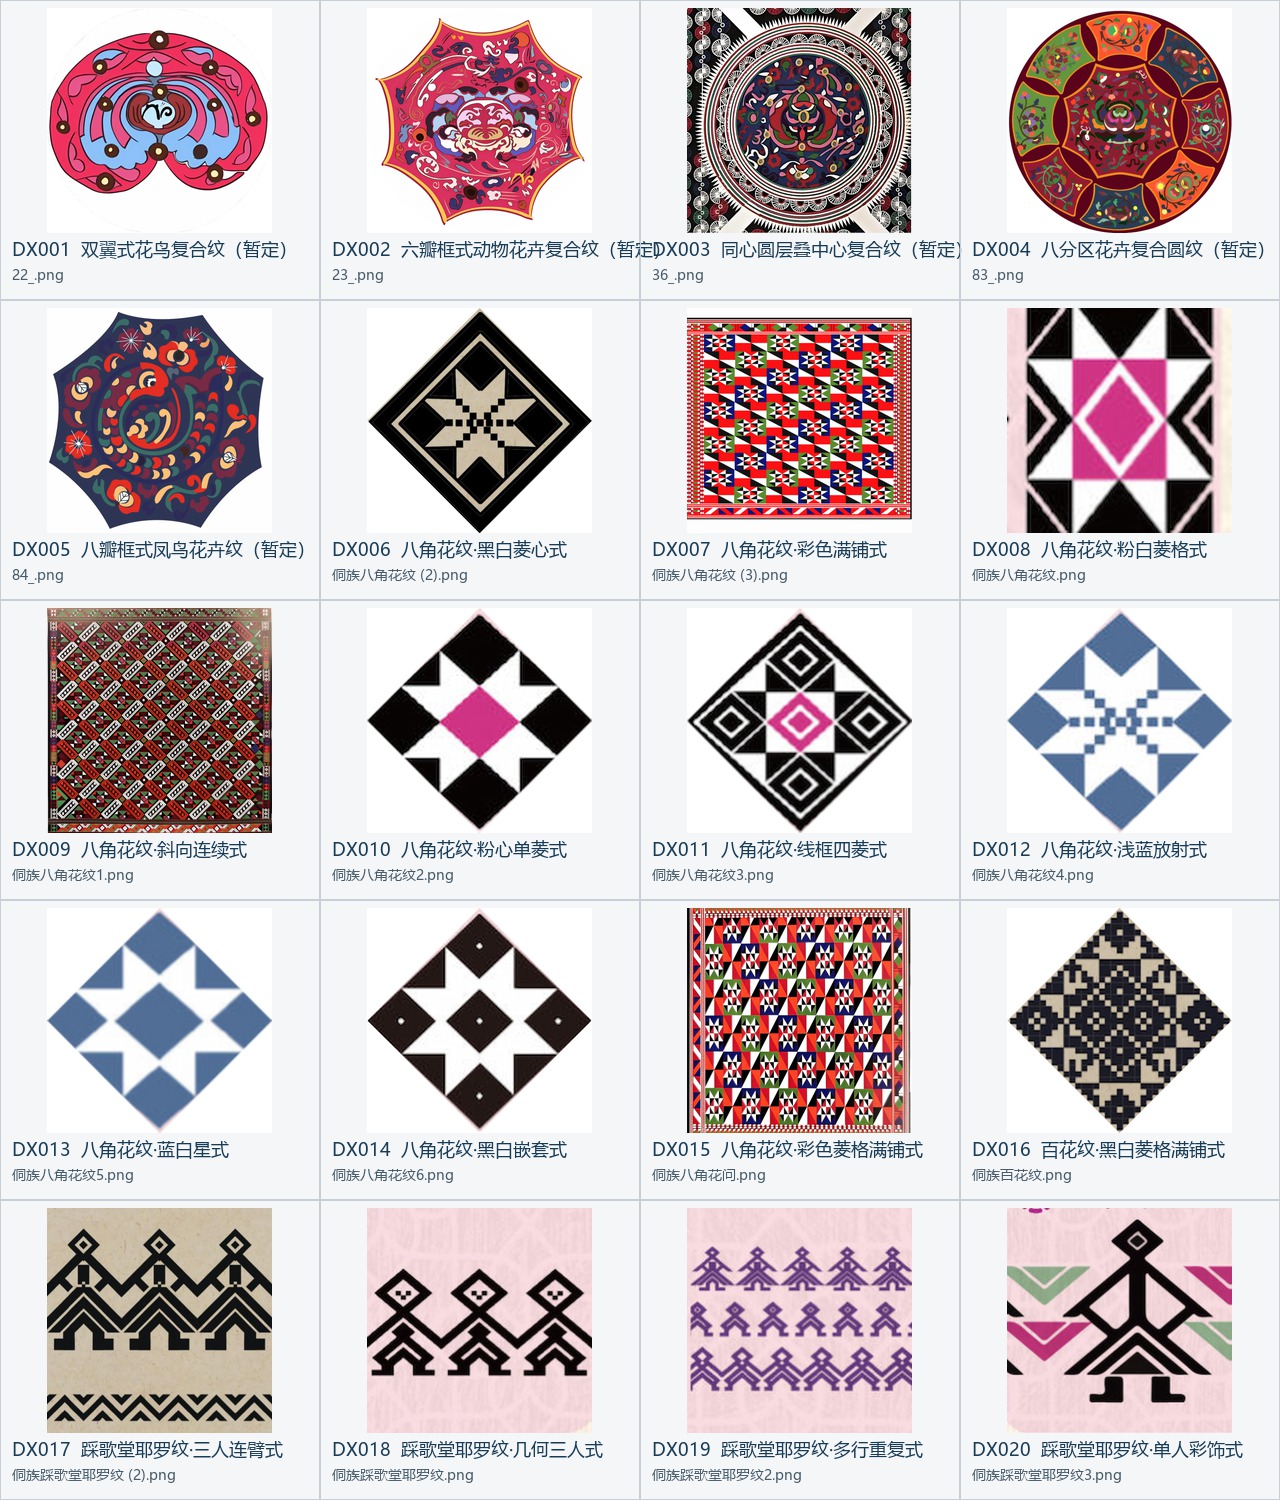 DX001 双翼式花鸟复合纹（暂定）
22_.png
DX002 六瓣框式动物花卉复合纹（暂定）
23_.png
DX003 同心圆层叠中心复合纹（暂定）
36_.png
DX004 八分区花卉复合圆纹（暂定）
83_.png
DX005 八瓣框式凤鸟花卉纹（暂定）
84_.png
DX006 八角花纹·黑白菱心式
侗族八角花纹 (2).png
DX007 八角花纹·彩色满铺式
侗族八角花纹 (3).png
DX008 八角花纹·粉白菱格式
侗族八角花纹.png
DX009 八角花纹·斜向连续式
侗族八角花纹1.png
DX010 八角花纹·粉心单菱式
侗族八角花纹2.png
DX011 八角花纹·线框四菱式
侗族八角花纹3.png
DX012 八角花纹·浅蓝放射式
侗族八角花纹4.png
DX013 八角花纹·蓝白星式
侗族八角花纹5.png
DX014 八角花纹·黑白嵌套式
侗族八角花纹6.png
DX015 八角花纹·彩色菱格满铺式
侗族八角花问.png
DX016 百花纹·黑白菱格满铺式
侗族百花纹.png
DX017 踩歌堂耶罗纹·三人连臂式
侗族踩歌堂耶罗纹 (2).png
DX018 踩歌堂耶罗纹·几何三人式
侗族踩歌堂耶罗纹.png
DX019 踩歌堂耶罗纹·多行重复式
侗族踩歌堂耶罗纹2.png
DX020 踩歌堂耶罗纹·单人彩饰式
侗族踩歌堂耶罗纹3.png